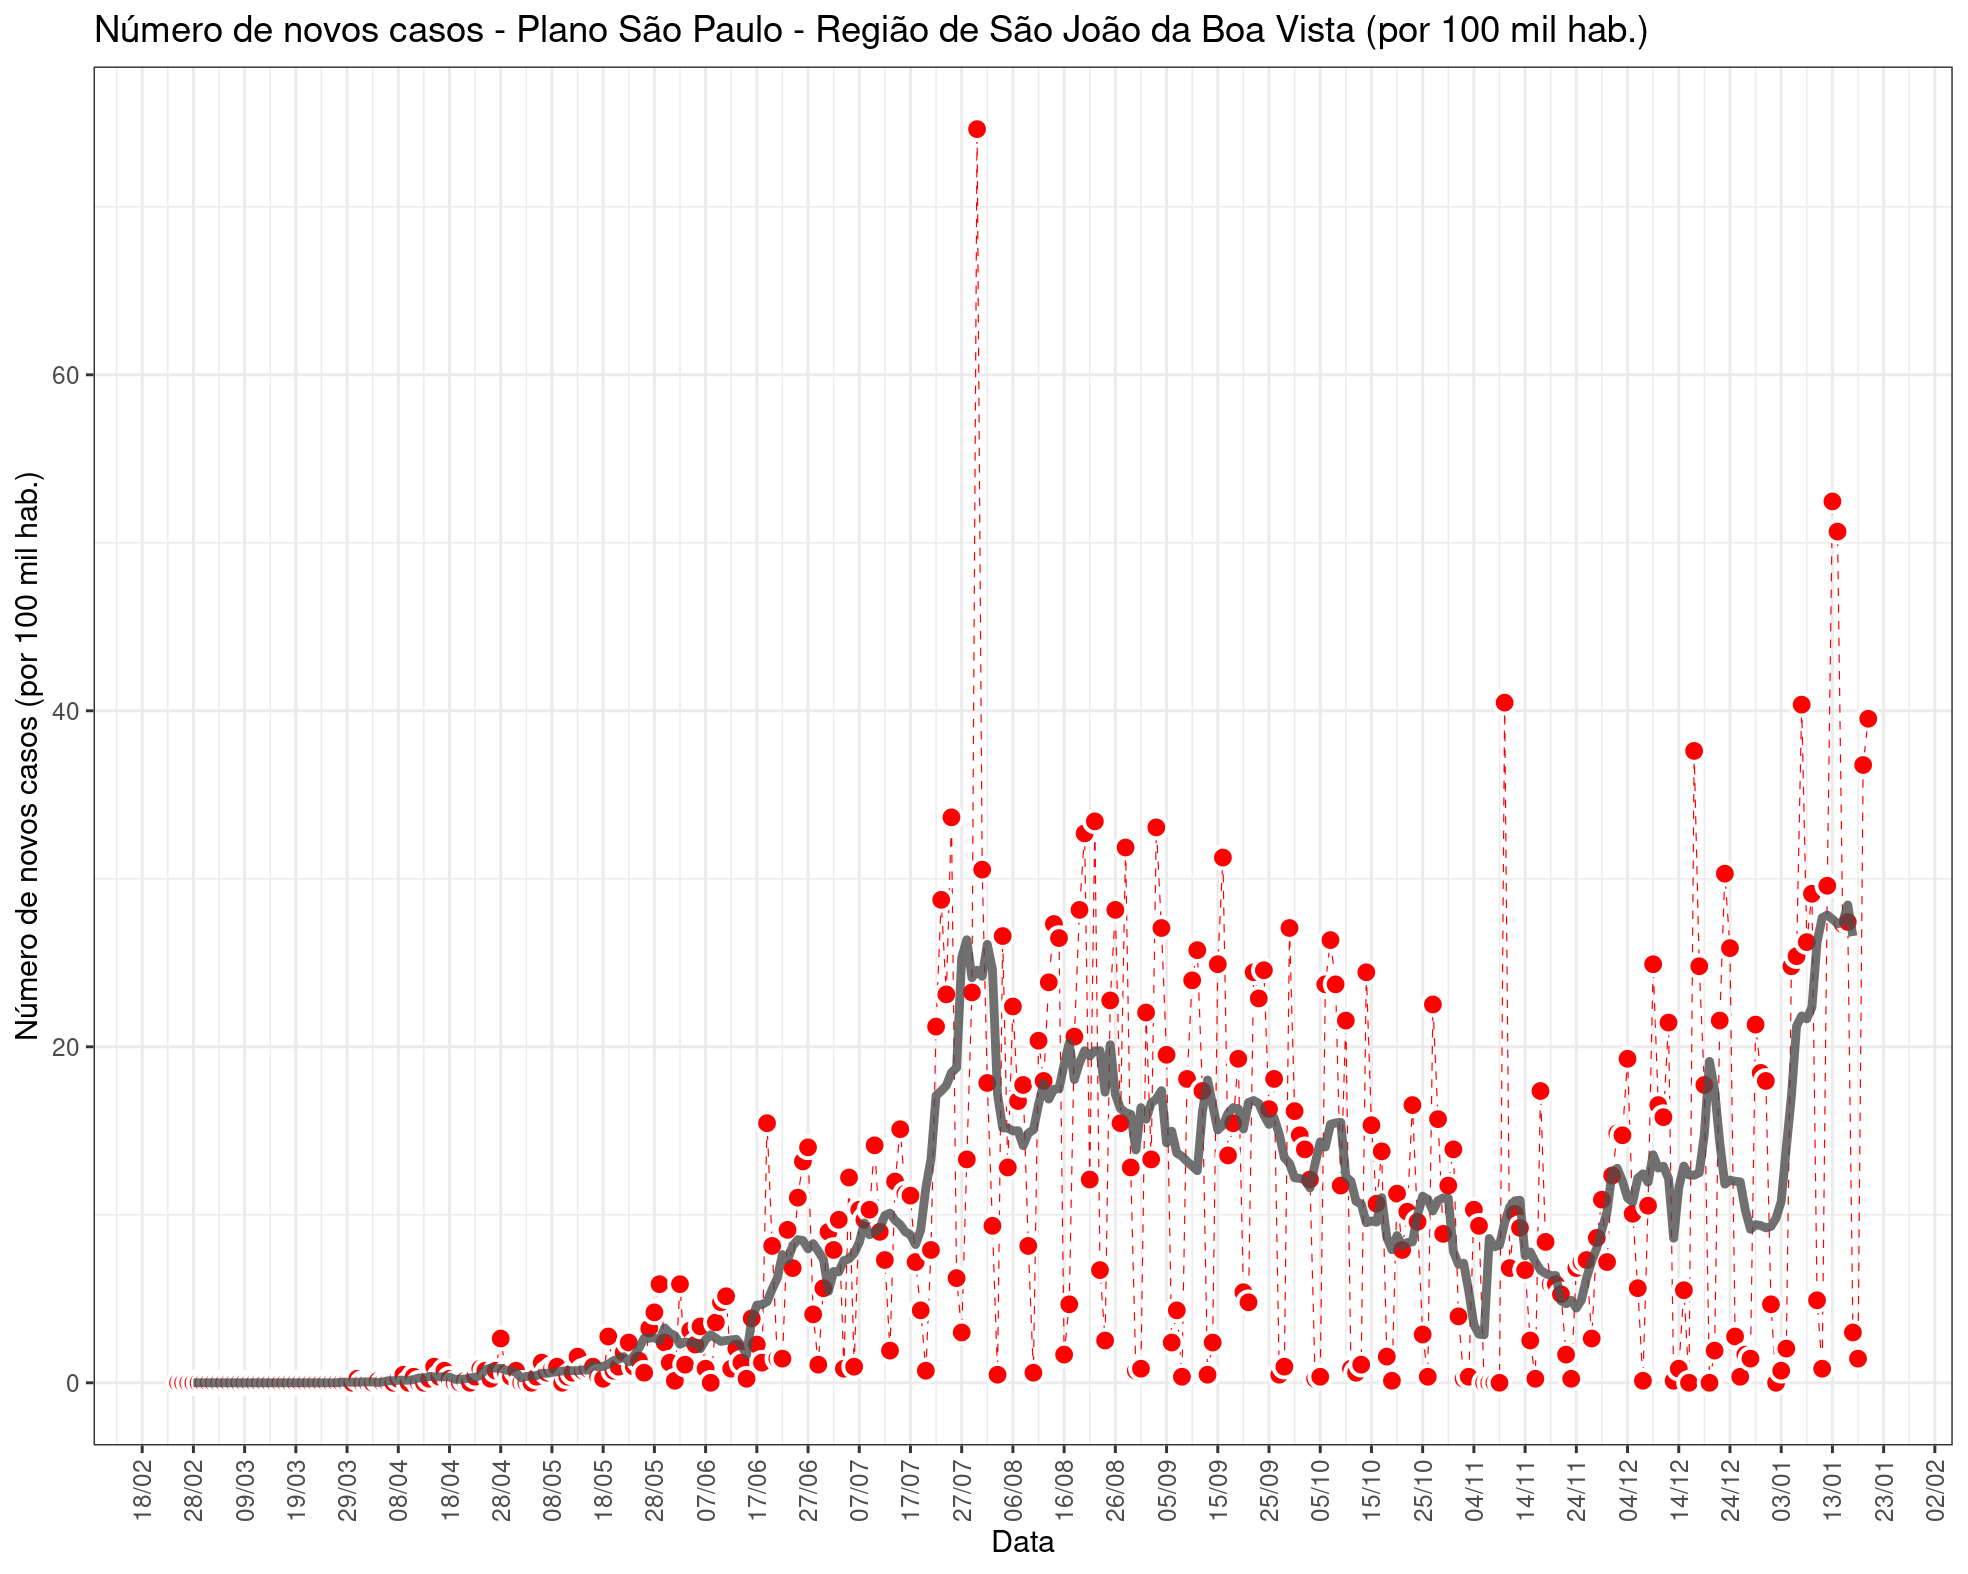 Número de novos casos - Plano São Paulo - Região de São João da Boa Vista (por 100 mil hab.)
Número de novos casos (por 100 mil hab.)
60
40
20
0
18/02 28/02 09/03 19/03 29/03 08/04 18/04 28/04 08/05 18/05 28/05 07/06 17/06 27/06 07/07 17/07 27/07 06/08 16/08 26/08 05/09 15/09 25/09 05/10 15/10 25/10 04/11 14/11 24/11 04/12 14/12 24/12 03/01 13/01 23/01 02/02
Data